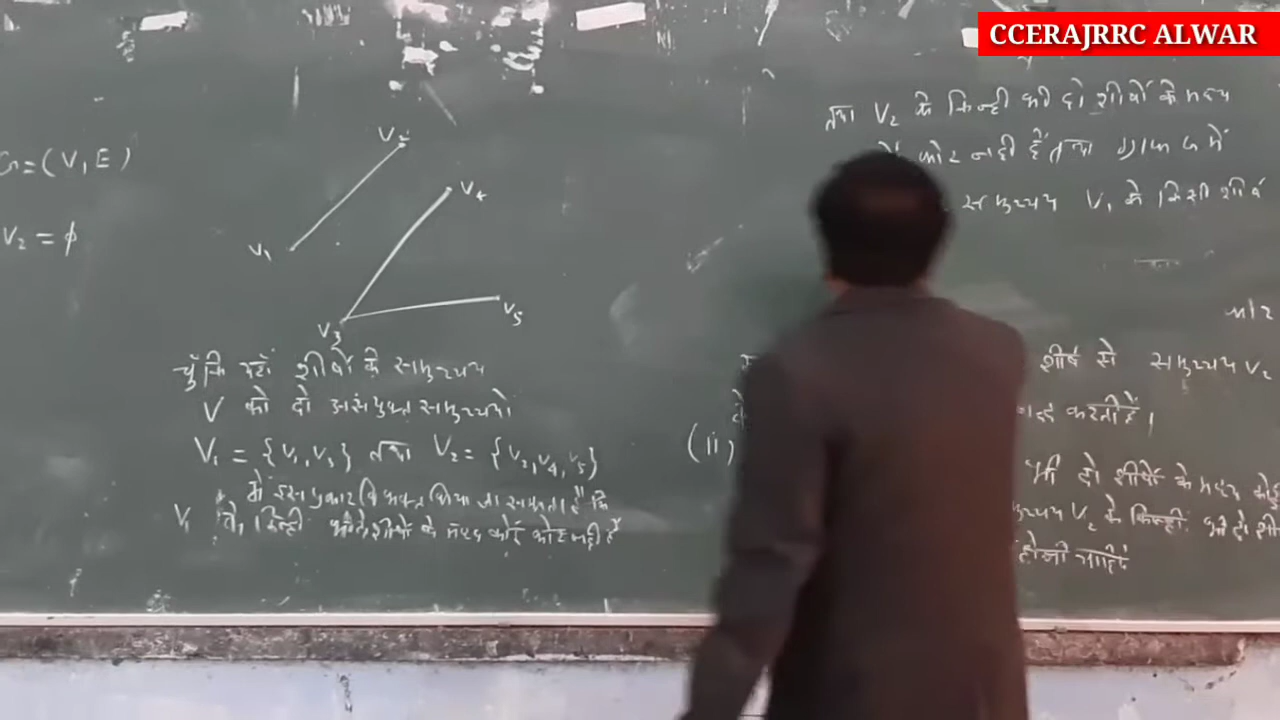 CCERAJRRC ALWAR
G = (V, E)
V₂ = ϕ
V₂
V₁
V₄
V₃
V₅
चूँकि यहाँ शीर्षों के समुच्चय
V को दो असंयुक्त समुच्चयों
V₁ = {V₁, V₃} तथा V₂ = {V₂, V₄, V₅}
में इस प्रकार विभक्त किया जा सकता है कि
V₁ के किन्हीं भी दो शीर्षों के मध्य कोई कोर नहीं है
तथा V₂ के किन्हीं भी दो शीर्षों के मध्य
कोर नहीं है तथा ग्राफ G में
समुच्चय V₁ के किसी शीर्ष
शीर्ष से समुच्चय V₂
करती है।
(ii)
भी दो शीर्षों के मध्य कोई
V₂ के किन्हीं भी दो शी
होनी चाहिए